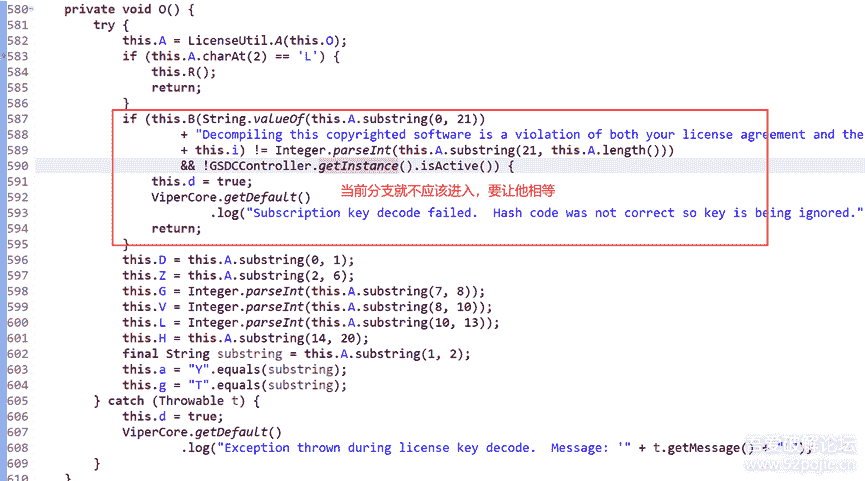 580 private void O() {
581 try {
582 this.A = LicenseUtil.A(this.O);
583 if (this.A.charAt(2) == 'L') {
584 this.R();
585 return;
586 }
587 if (this.B(String.valueOf(this.A.substring(0, 21))
588 + "Decompiling this copyrighted software is a violation of both your license agreement and the
589 + this.i) != Integer.parseInt(this.A.substring(21, this.A.length()))
590 && !GSDCController.getInstance().isActive()) {
591 this.d = true;
当前分支就不应该进入，要让他相等
592 ViperCore.getDefault()
593 .log("Subscription key decode failed.  Hash code was not correct so key is being ignored."
594 return;
595 }
596 this.D = this.A.substring(0, 1);
597 this.Z = this.A.substring(2, 6);
598 this.G = Integer.parseInt(this.A.substring(7, 8));
599 this.V = Integer.parseInt(this.A.substring(8, 10));
600 this.L = Integer.parseInt(this.A.substring(10, 13));
601 this.H = this.A.substring(14, 20);
602 final String substring = this.A.substring(1, 2);
603 this.a = "Y".equals(substring);
604 this.g = "T".equals(substring);
605 } catch (Throwable t) {
606 this.d = true;
607 ViperCore.getDefault()
608 .log("Exception thrown during license key decode.  Message: '" + t.getMessage() + "'");
609 }
610 }
吾爱破解论坛
www.52pojie.cn